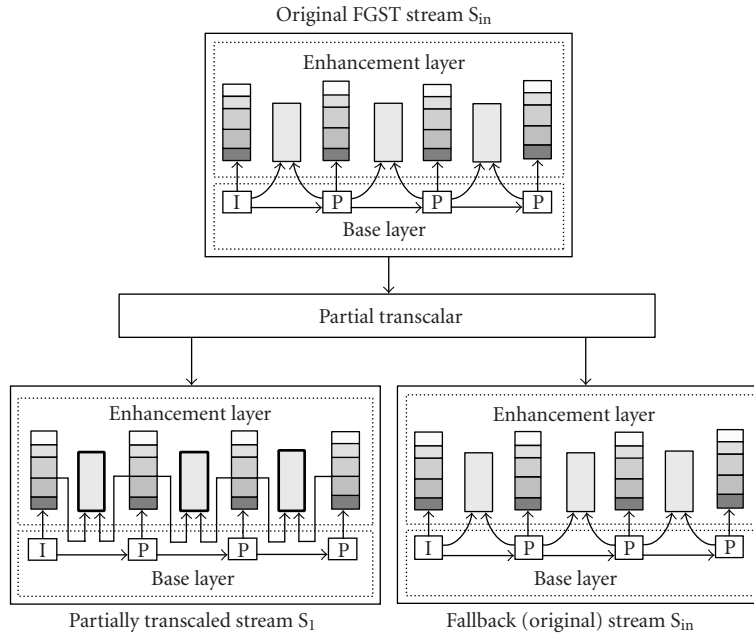 Original FGST stream S_in
Enhancement layer
I P P P
Base layer
Partial transcalar
Enhancement layer
I P P P
Base layer
Partially transcaled stream S_1
Enhancement layer
I P P P
Base layer
Fallback (original) stream S_in